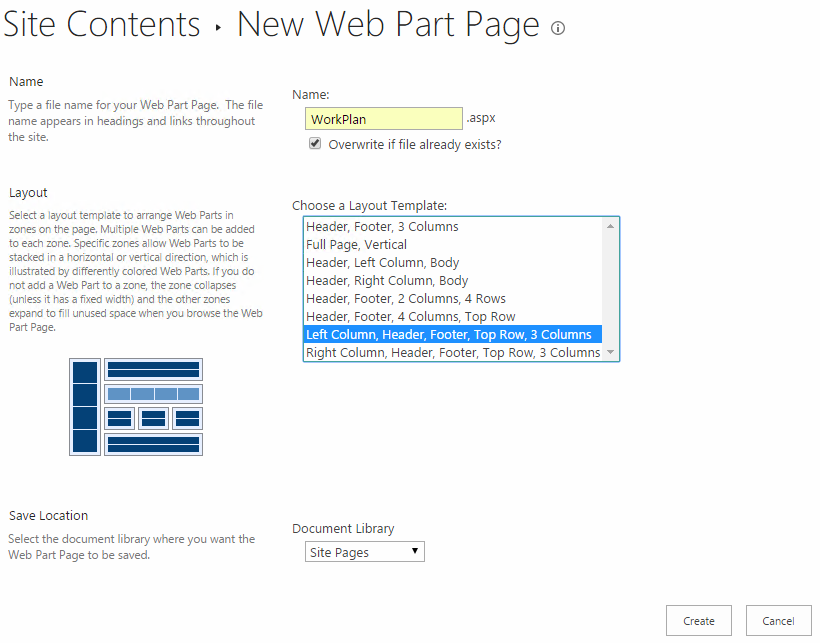 Site Contents ▸ New Web Part Page ⓘ
Name
Type a file name for your Web Part Page. The file
name appears in headings and links throughout
the site.
Name:
WorkPlan .aspx
Overwrite if file already exists?
Layout
Select a layout template to arrange Web Parts in
zones on the page. Multiple Web Parts can be added
to each zone. Specific zones allow Web Parts to be
stacked in a horizontal or vertical direction, which is
illustrated by differently colored Web Parts. If you do
not add a Web Part to a zone, the zone collapses
(unless it has a fixed width) and the other zones
expand to fill unused space when you browse the Web
Part Page.
Choose a Layout Template:
Header, Footer, 3 Columns
Full Page, Vertical
Header, Left Column, Body
Header, Right Column, Body
Header, Footer, 2 Columns, 4 Rows
Header, Footer, 4 Columns, Top Row
Left Column, Header, Footer, Top Row, 3 Columns
Right Column, Header, Footer, Top Row, 3 Columns
Save Location
Select the document library where you want the
Web Part Page to be saved.
Document Library
Site Pages
Create
Cancel